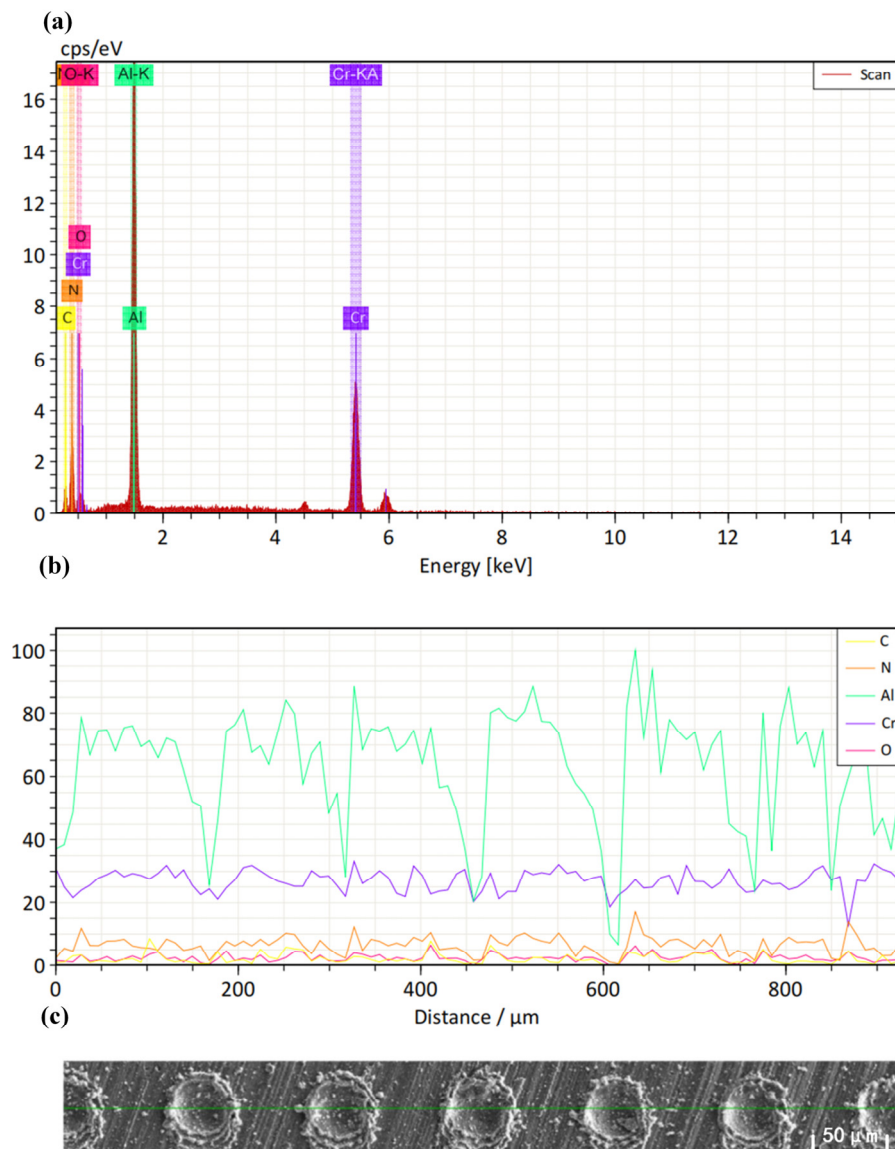 (a)
cps/eV
O-K Al-K Cr-KA Scan
16
14
12
O
10
Cr
N
8
C Al Cr
6
4
2
0
2 4 6 8 10 12 14
Energy [keV]
(b)
C
100
N
Al
80
Cr
O
60
40
20
0
0 200 400 600 800
Distance / μm
(c)
50 μm